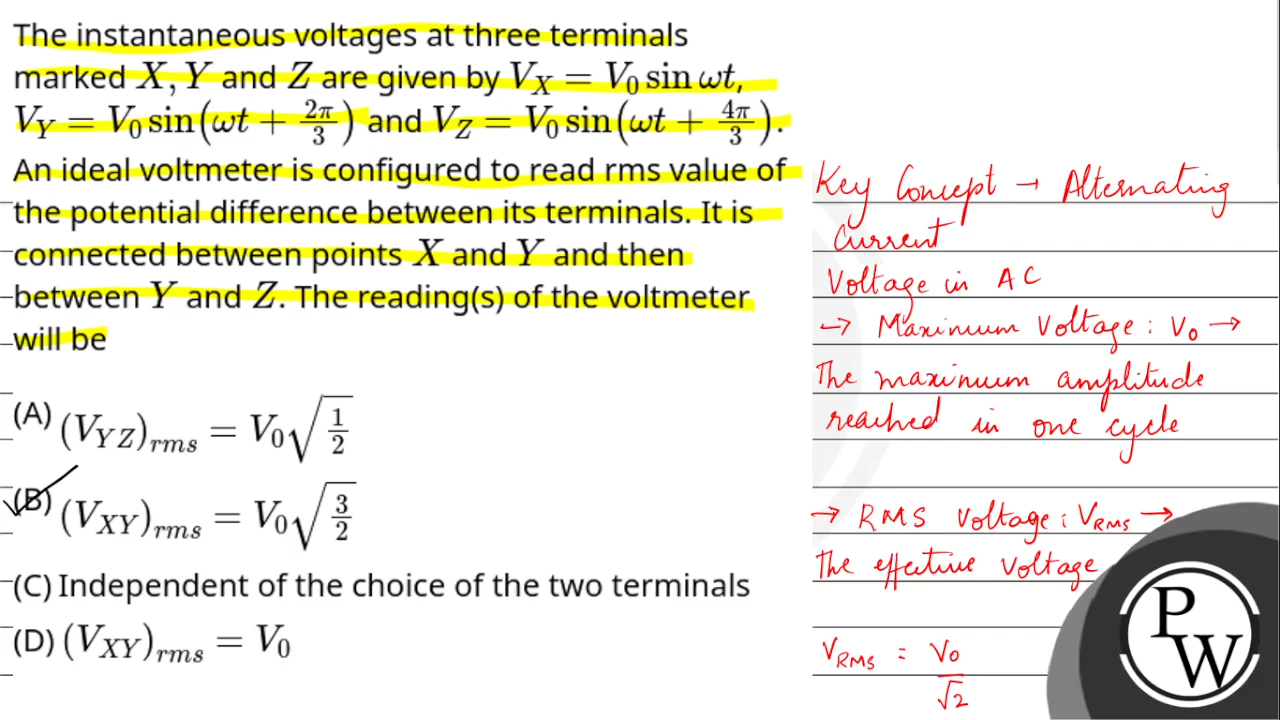 The instantaneous voltages at three terminals
marked X, Y and Z are given by V_X = V_0 sin ωt,
V_Y = V_0 sin(ωt + 2π/3) and V_Z = V_0 sin(ωt + 4π/3).
An ideal voltmeter is configured to read rms value of
the potential difference between its terminals. It is
connected between points X and Y and then
between Y and Z. The reading(s) of the voltmeter
will be
(A) (V_YZ)_rms = V_0√(1/2)
(B) (V_XY)_rms = V_0√(3/2)
(C) Independent of the choice of the two terminals
(D) (V_XY)_rms = V_0
Key Concept → Alternating
Current
Voltage in AC
→ Maximum Voltage : V_0 →
The maximum amplitude
reached in one cycle
→ RMS Voltage : V_RMS →
The effective voltage
V_RMS = V_0/√2
P
W